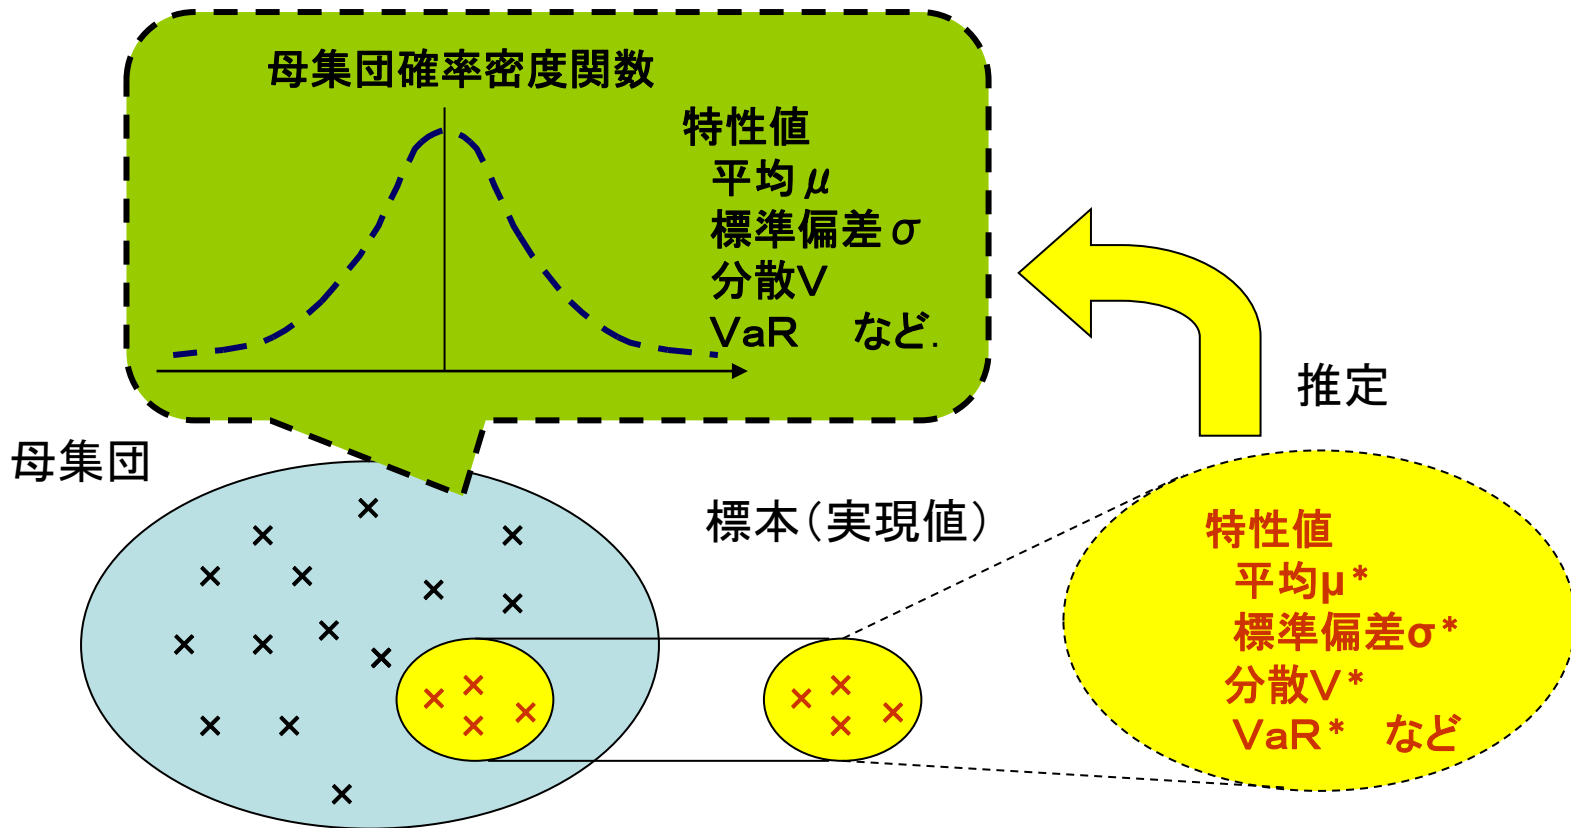 母集団確率密度関数
特性値
平均μ
標準偏差σ
分散V
VaR など.
推定
母集団
標本(実現値)
特性値
平均μ*
標準偏差σ*
分散V*
VaR* など